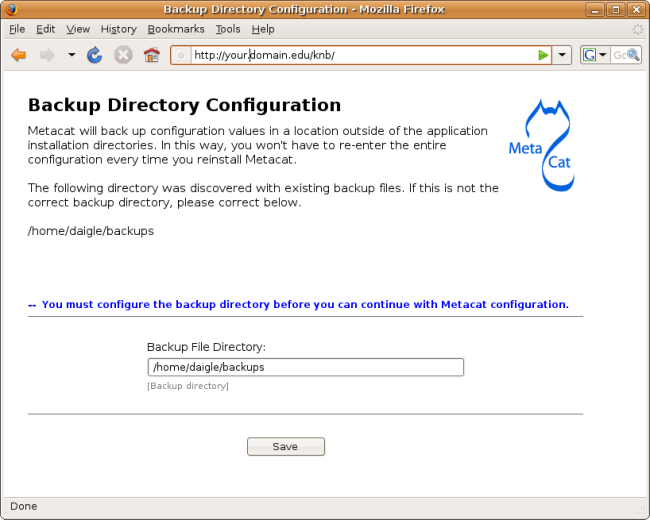 Backup Directory Configuration - Mozilla Firefox
File Edit View History Bookmarks Tools Help
http://your.domain.edu/knb/
G
Backup Directory Configuration
Metacat will back up configuration values in a location outside of the application
installation directories. In this way, you won't have to re-enter the entire
configuration every time you reinstall Metacat.
Meta
Cat
The following directory was discovered with existing backup files. If this is not the
correct backup directory, please correct below.
/home/daigle/backups
-- You must configure the backup directory before you can continue with Metacat configuration.
Backup File Directory:
/home/daigle/backups
[Backup directory]
Save
Done